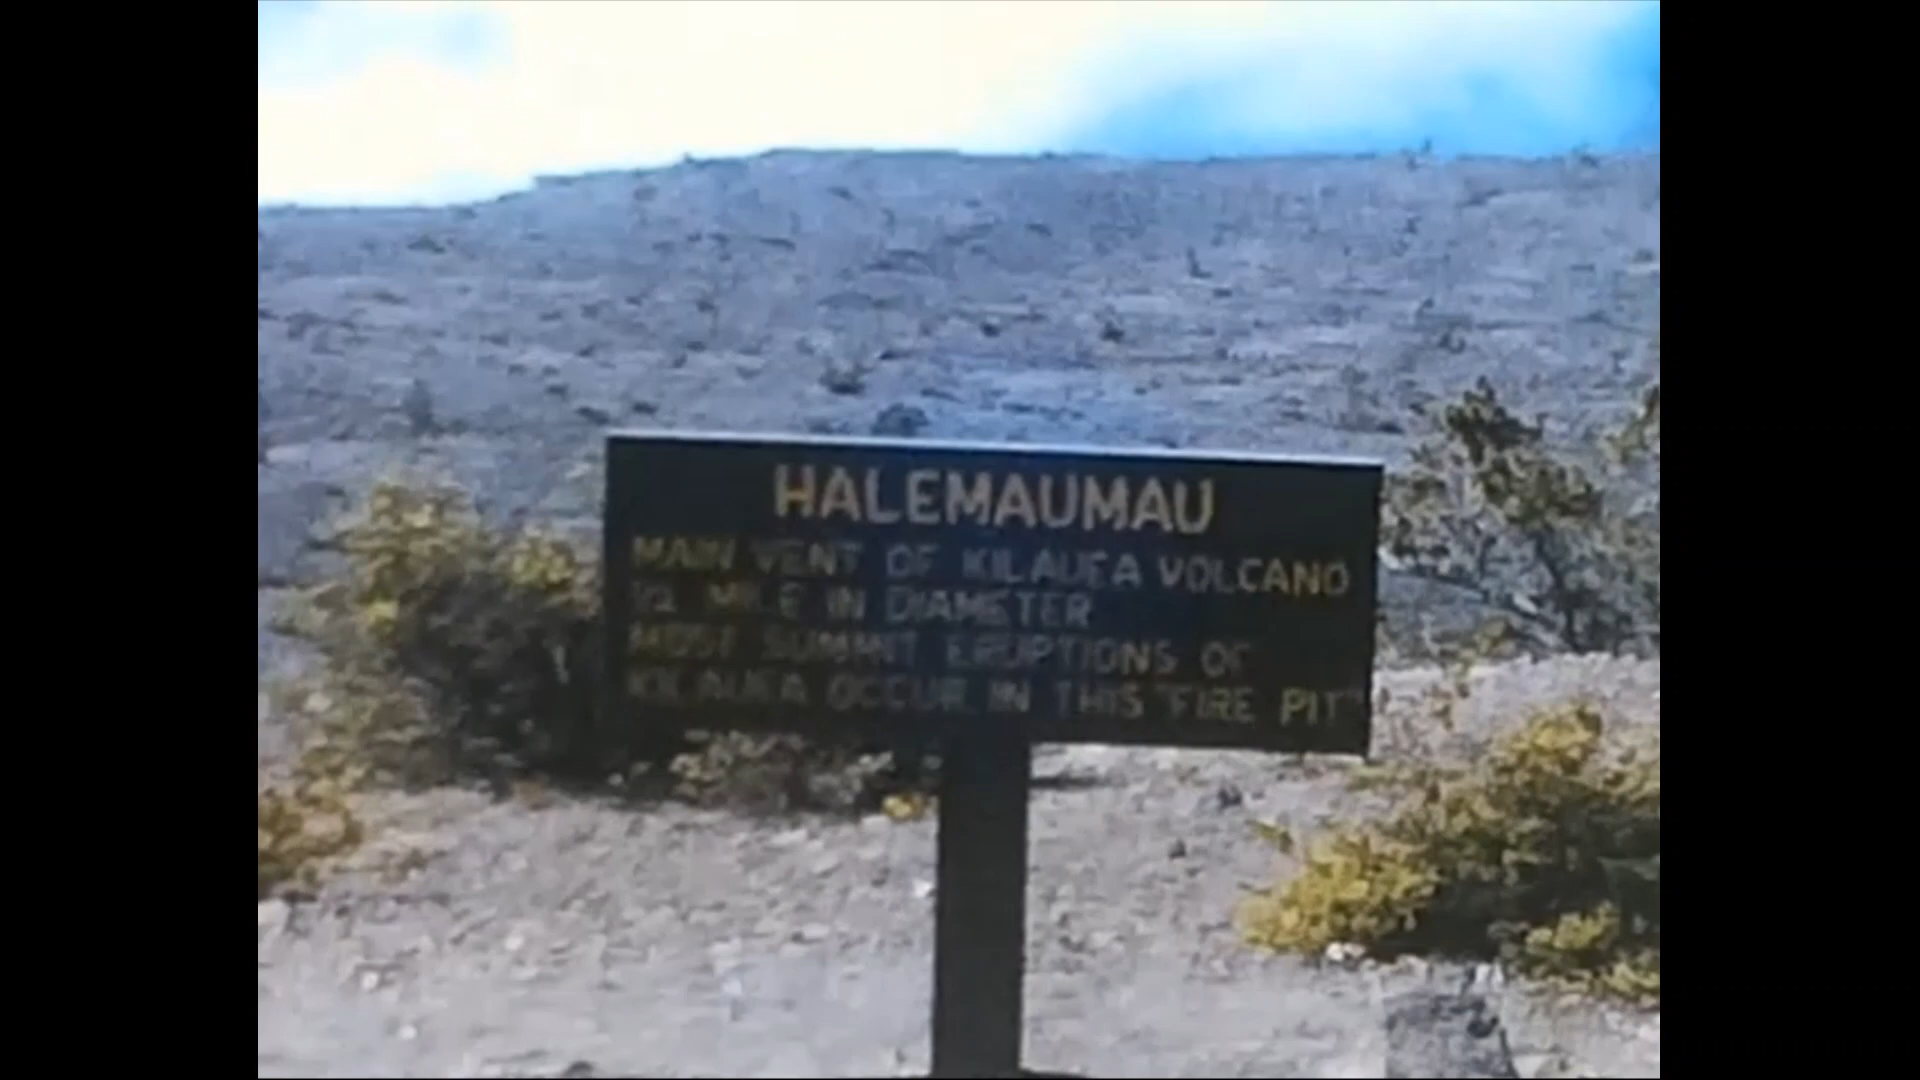 HALEMAUMAU
MAIN VENT OF KILAUEA VOLCANO
1/2 MILE IN DIAMETER
MOST SUMMIT ERUPTIONS OF
KILAUEA OCCUR IN THIS "FIRE PIT"